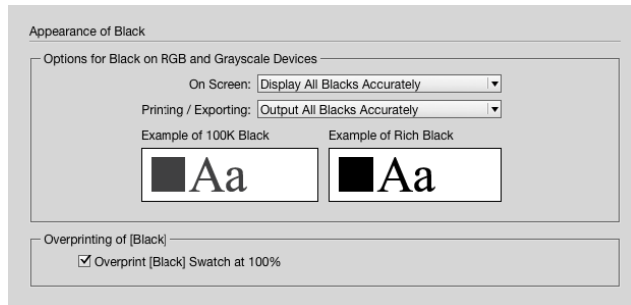 Appearance of Black
Options for Black on RGB and Grayscale Devices
On Screen: Display All Blacks Accurately
Printing / Exporting: Output All Blacks Accurately
Example of 100K Black Example of Rich Black
Aa Aa
Overprinting of [Black]
Overprint [Black] Swatch at 100%